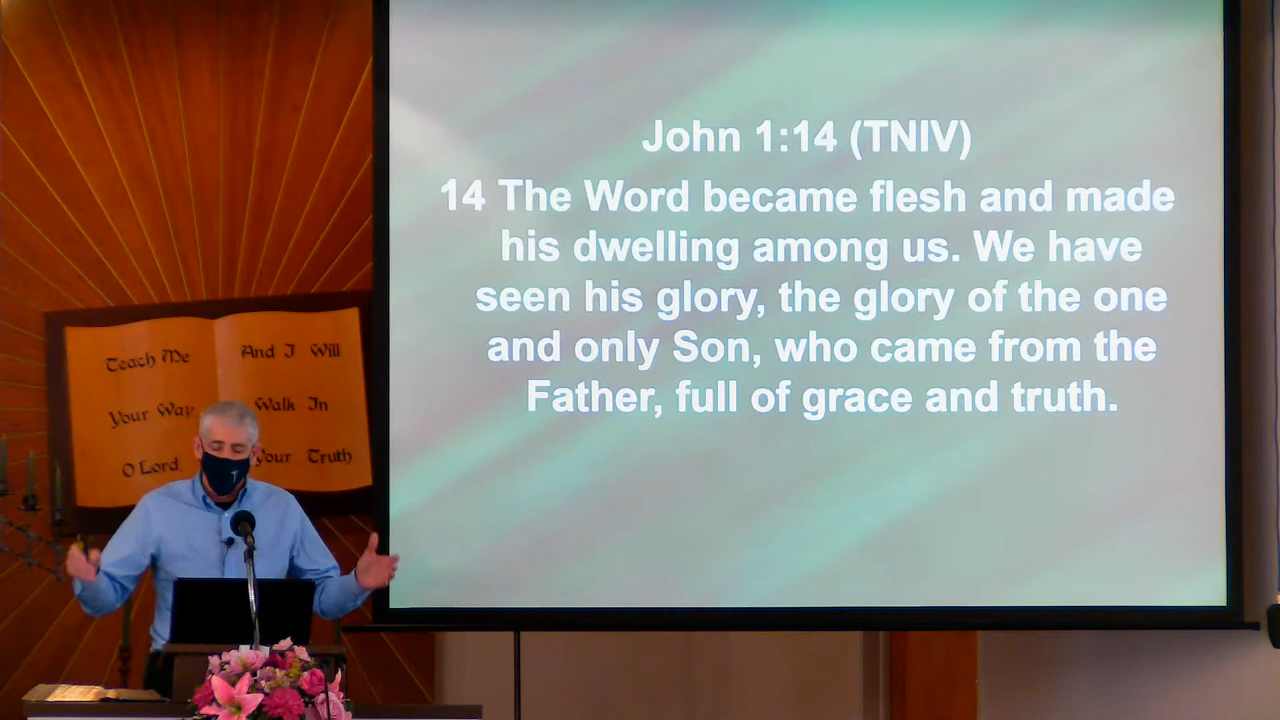 John 1:14 (TNIV)
14 The Word became flesh and made
his dwelling among us. We have
seen his glory, the glory of the one
and only Son, who came from the
Father, full of grace and truth.
Teach Me
Your Way
O Lord
And I Will
Walk In
Your Truth